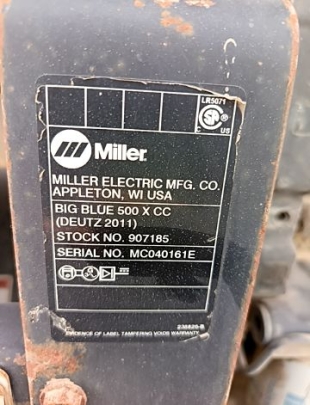 LR5071
C US
Miller
MILLER ELECTRIC MFG. CO.
APPLETON, WI USA
BIG BLUE 500 X CC
(DEUTZ 2011)
STOCK NO. 907185
SERIAL NO. MC040161E
EVIDENCE OF LABEL TAMPERING VOIDS WARRANTY